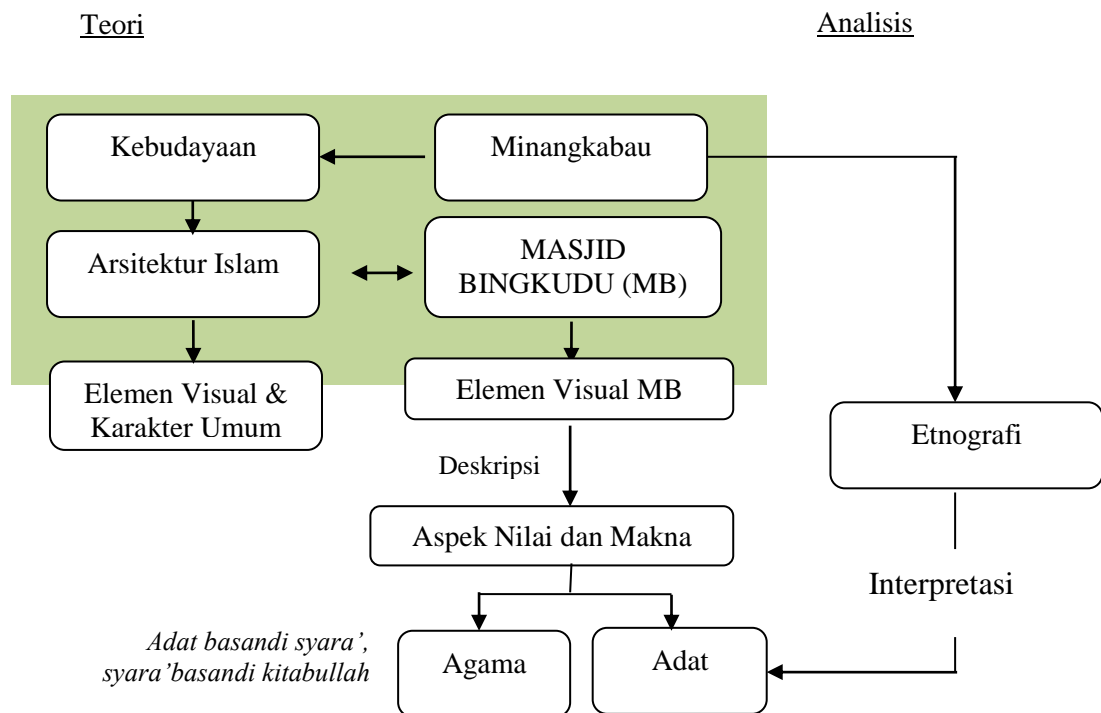 Teori
Analisis
Kebudayaan
Minangkabau
Arsitektur Islam
MASJID
BINGKUDU (MB)
Elemen Visual &
Karakter Umum
Elemen Visual MB
Etnografi
Deskripsi
Aspek Nilai dan Makna
Interpretasi
Adat basandi syara’,
syara’basandi kitabullah
Agama
Adat